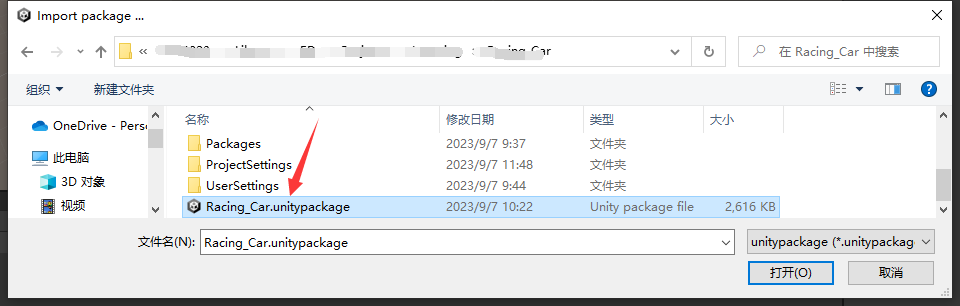 Import package ...
«
Racing_Car
在 Racing_Car 中搜索
组织
新建文件夹
名称 修改日期 类型 大小
OneDrive - Perso
此电脑
3D 对象
视频
Packages 2023/9/7 9:37 文件夹
ProjectSettings 2023/9/7 11:48 文件夹
UserSettings 2023/9/7 9:44 文件夹
Racing_Car.unitypackage 2023/9/7 10:22 Unity package file 2,616 KB
文件名(N): Racing_Car.unitypackage unitypackage (*.unitypackag
打开(O) 取消